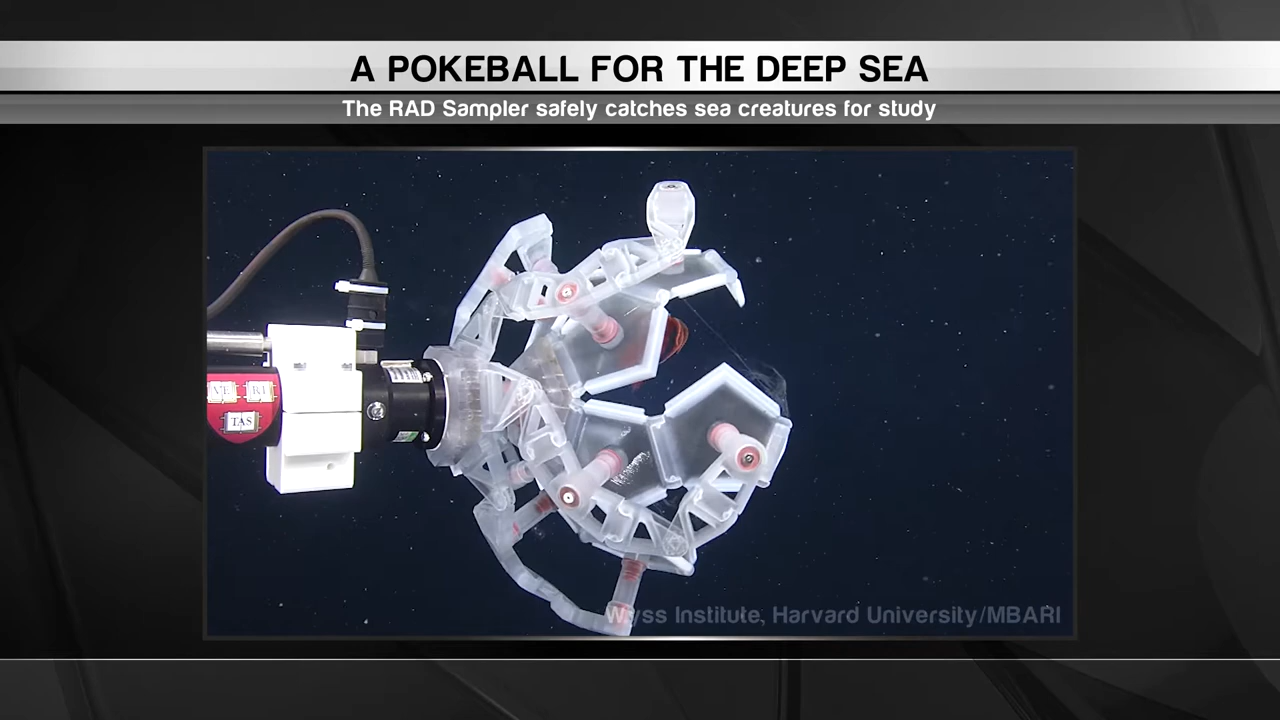 A POKEBALL FOR THE DEEP SEA
The RAD Sampler safely catches sea creatures for study
VE RI
TAS
Wyss Institute, Harvard University/MBARI